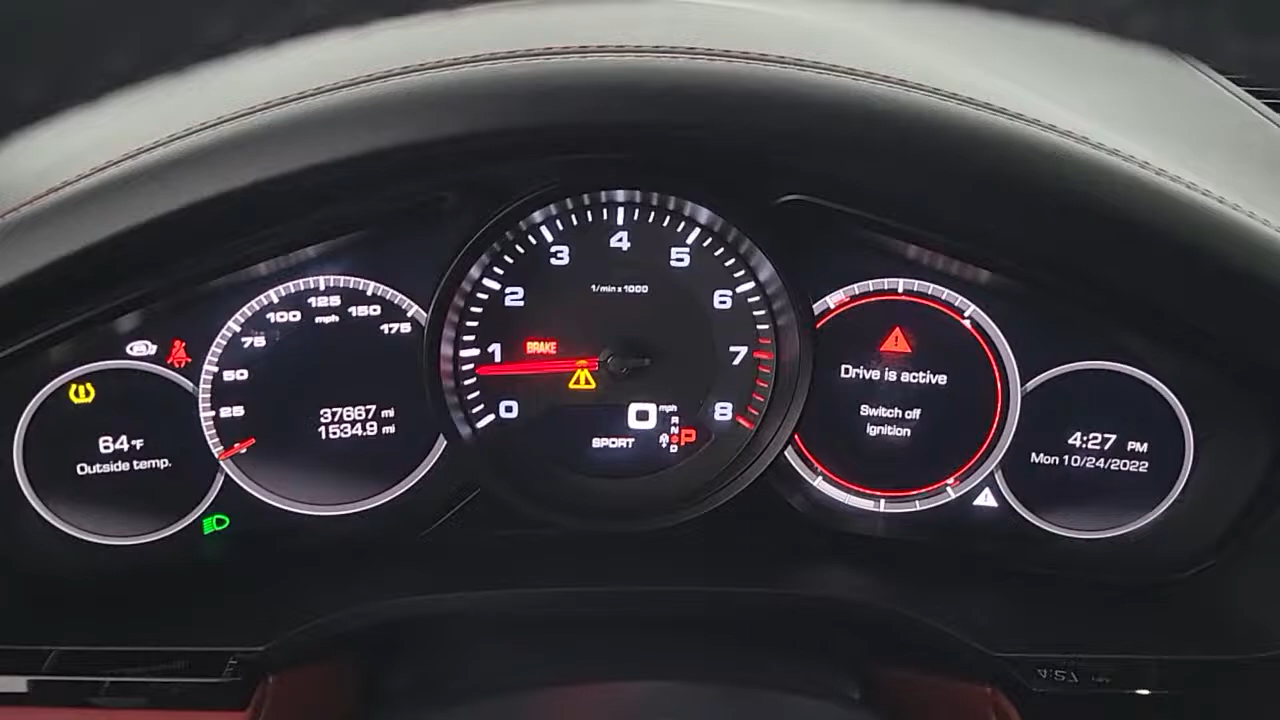 64°F
Outside temp.
25
50
75
100
125
150
175
mph
37667 mi
1534.9 mi
0
1
2
3
4
5
6
7
8
1/min x 1000
BRAKE
0 mph
SPORT
R
N
D
P
Drive is active
Switch off
ignition
4:27 PM
Mon 10/24/2022
4:27